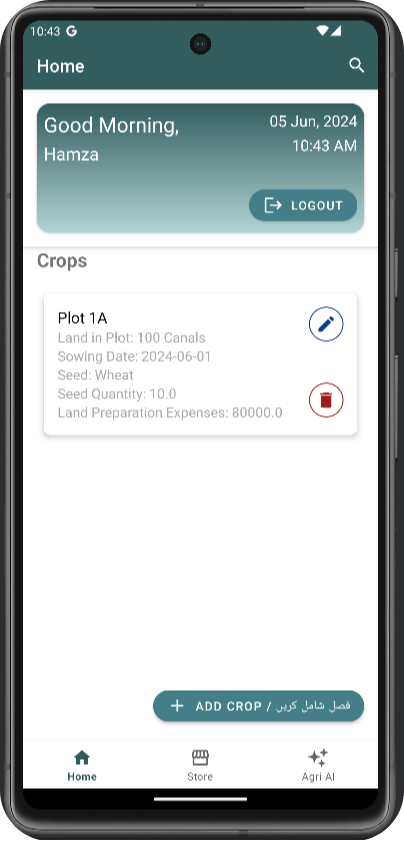 10:43 G
Home
Good Morning,
05 Jun, 2024
Hamza
10:43 AM
LOGOUT
Crops
Plot 1A
Land in Plot: 100 Canals
Sowing Date: 2024-06-01
Seed: Wheat
Seed Quantity: 10.0
Land Preparation Expenses: 80000.0
ADD CROP / فصل شامل کریں
Home
Store
Agri AI